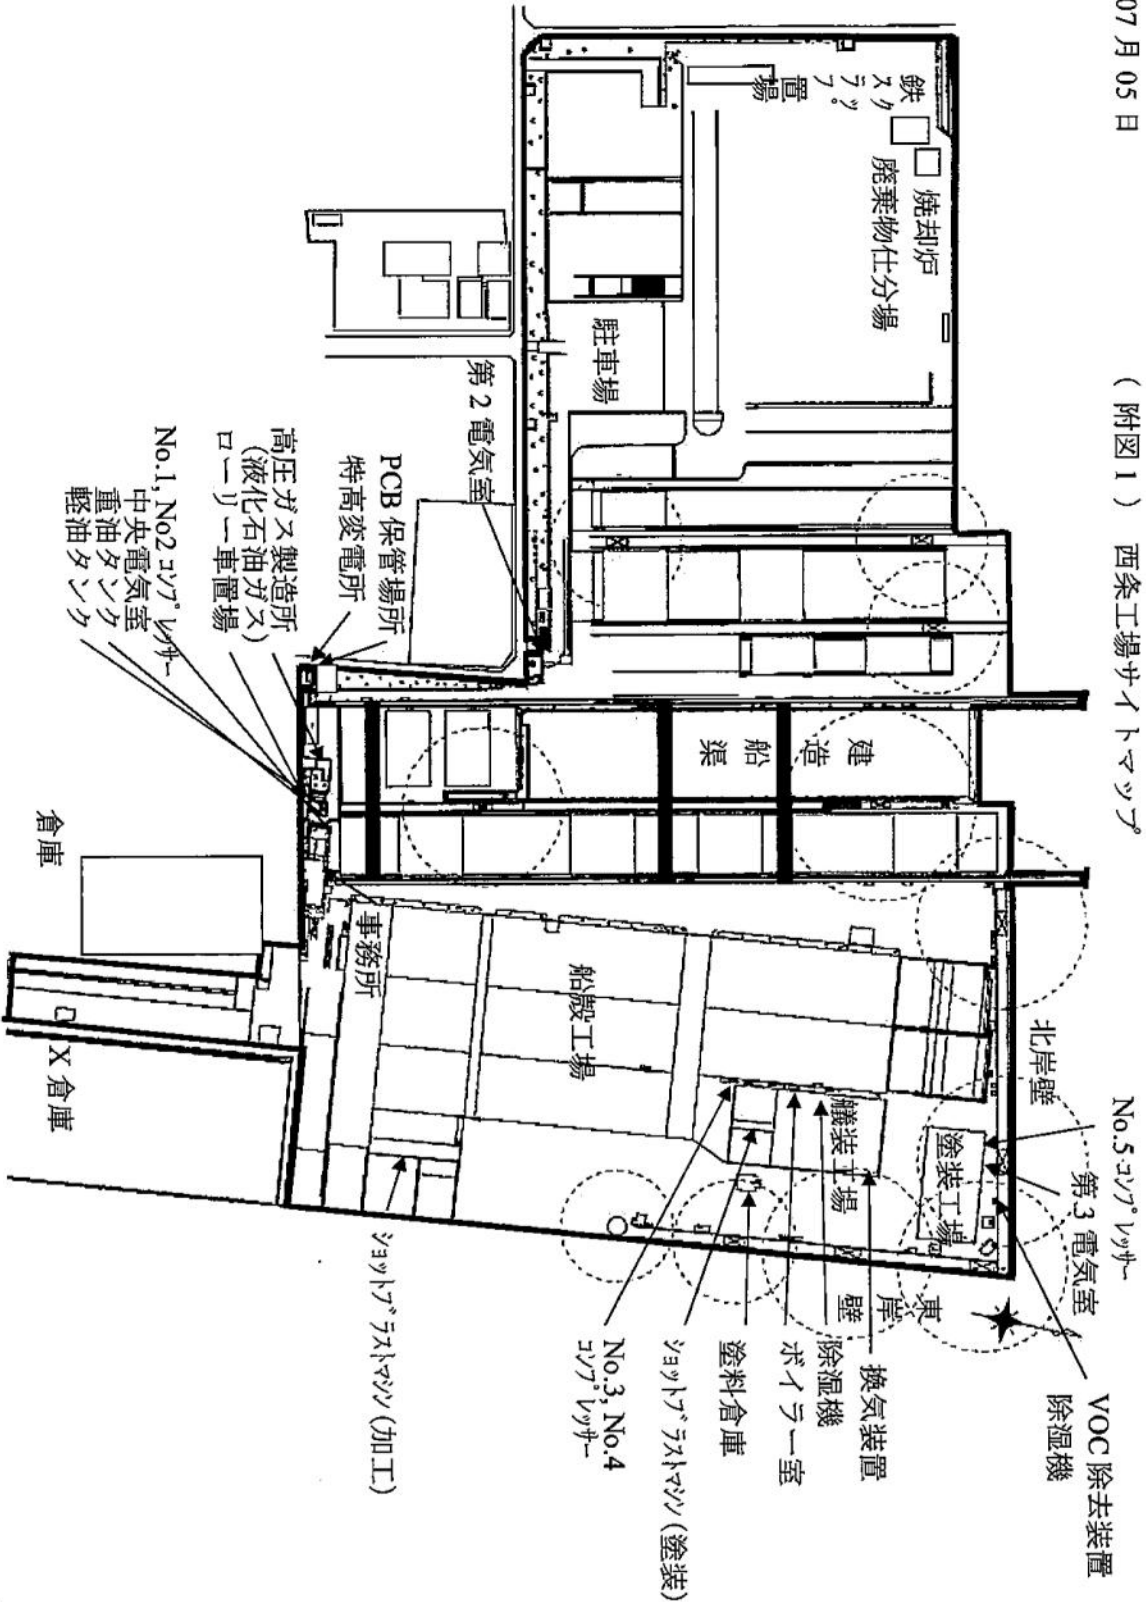 07 月 05 日
( 附図 1 ) 西条工場サイトマップ
鉄
スク
ラッ
プ
置
場
焼却炉
廃棄物仕分場
駐車場
第 2 電気室
PCB 保管場所
特高変電所
高圧ガス製造所
(液化石油ガス)
ローリー車置場
No.1, No2 ｺﾝﾌﾟﾚｯｻｰ
中央電気室
重油タンク
軽油タンク
建
造
船
渠
倉庫
事務所
船殻工場
X 倉庫
北岸壁
No.5 ｺﾝﾌﾟﾚｯｻｰ
第 3 電気室
塗装工場
艤装工場
東
岸
壁
VOC 除去装置
除湿機
換気装置
除湿機
ボイラー室
塗料倉庫
ｼｮｯﾄﾌﾞﾗｽﾄﾏｼﾝ (塗装)
No.3, No.4
ｺﾝﾌﾟﾚｯｻｰ
ｼｮｯﾄﾌﾞﾗｽﾄﾏｼﾝ (加工)